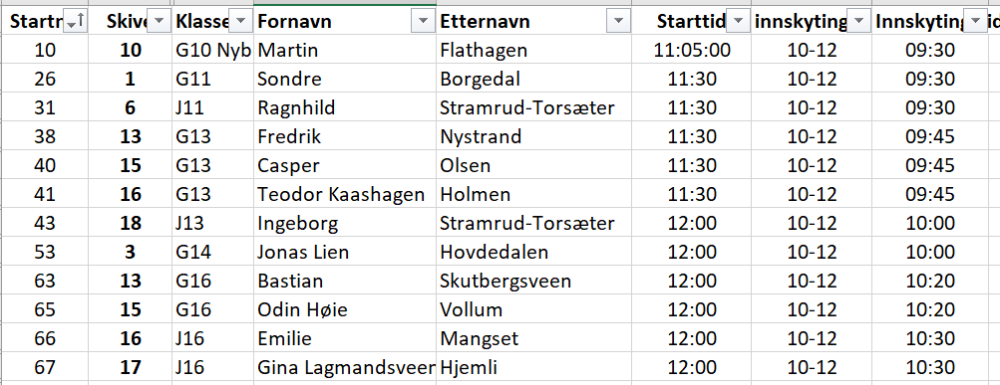 Startn Skive Klasse Fornavn Etternavn Starttid innskyting Innskyting id
10 10 G10 Nyb Martin Flathagen 11:05:00 10-12 09:30
26 1 G11 Sondre Borgedal 11:30 10-12 09:30
31 6 J11 Ragnhild Stramrud-Torsæter 11:30 10-12 09:30
38 13 G13 Fredrik Nystrand 11:30 10-12 09:45
40 15 G13 Casper Olsen 11:30 10-12 09:45
41 16 G13 Teodor Kaashagen Holmen 11:30 10-12 09:45
43 18 J13 Ingeborg Stramrud-Torsæter 12:00 10-12 10:00
53 3 G14 Jonas Lien Hovdedalen 12:00 10-12 10:00
63 13 G16 Bastian Skutbergsveen 12:00 10-12 10:20
65 15 G16 Odin Høie Vollum 12:00 10-12 10:20
66 16 J16 Emilie Mangset 12:00 10-12 10:30
67 17 J16 Gina Lagmandsveen Hjemli 12:00 10-12 10:30